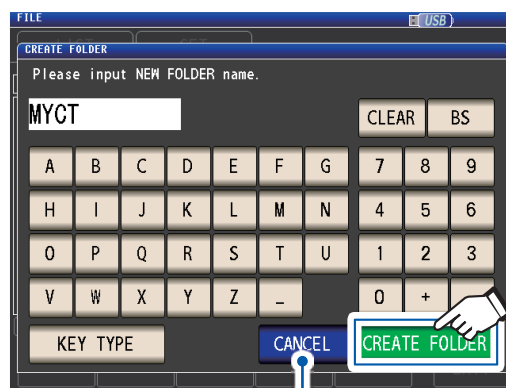 FILE USB
CREATE FOLDER
Please input NEW FOLDER name.
MYCT
CLEAR BS
A B C D E F G 7 8 9
H I J K L M N 4 5 6
O P Q R S T U 1 2 3
V W X Y Z _ 0 +
KEY TYPE CANCEL CREATE FOLDER